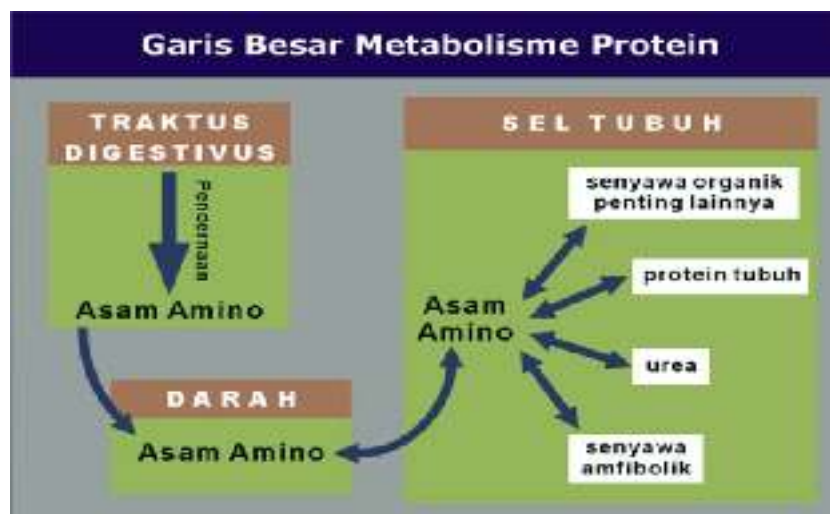 Garis Besar Metabolisme Protein
TRAKTUS
DIGESTIVUS
Pencernaan
Asam Amino
DARAH
Asam Amino
SEL TUBUH
Asam
Amino
senyawa organik
penting lainnya
protein tubuh
urea
senyawa
amfibolik